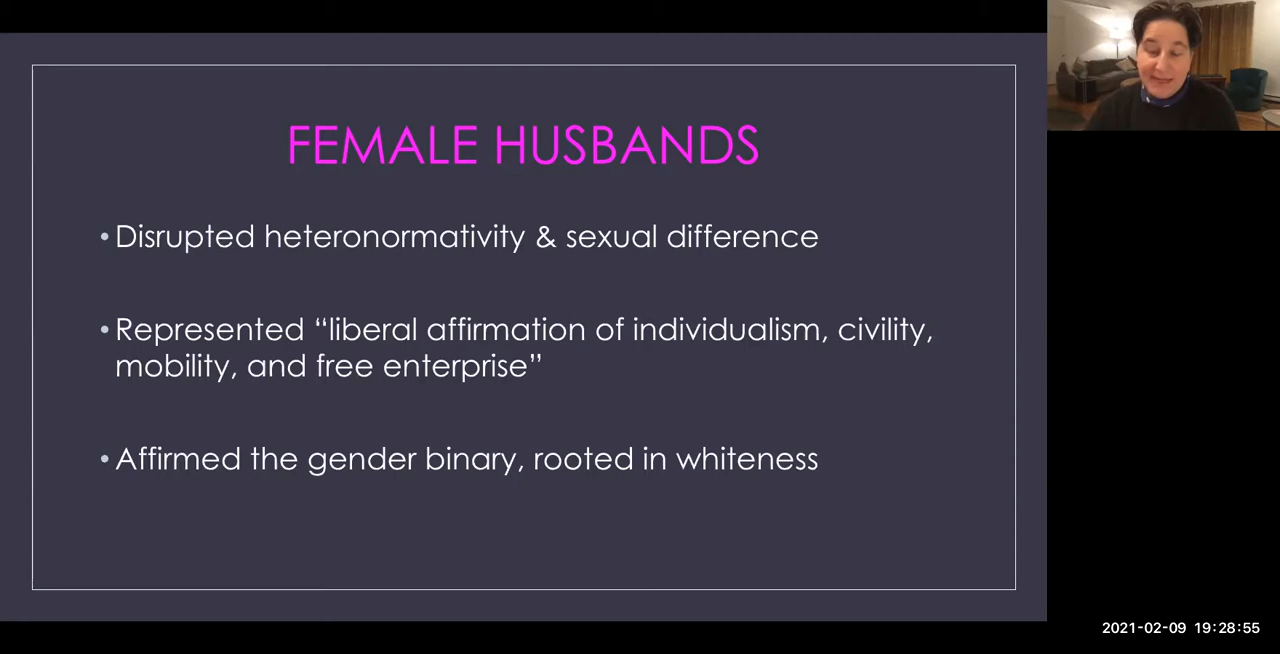 FEMALE HUSBANDS
• Disrupted heteronormativity & sexual difference
• Represented “liberal affirmation of individualism, civility,
mobility, and free enterprise”
• Affirmed the gender binary, rooted in whiteness
2021-02-09 19:28:55